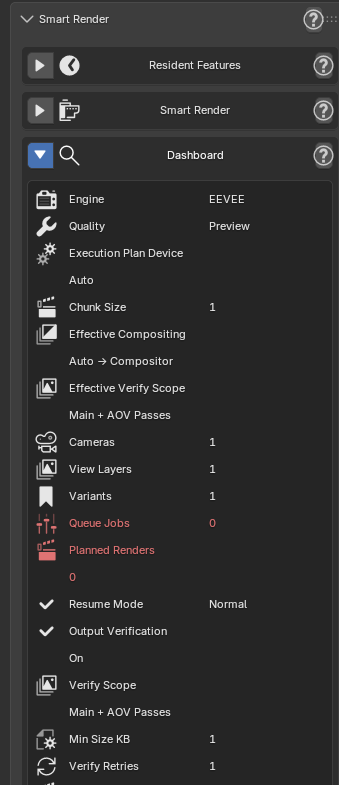 Smart Render
Resident Features
Smart Render
Dashboard
Engine EEVEE
Quality Preview
Execution Plan Device
Auto
Chunk Size 1
Effective Compositing
Auto → Compositor
Effective Verify Scope
Main + AOV Passes
Cameras 1
View Layers 1
Variants 1
Queue Jobs 0
Planned Renders
0
Resume Mode Normal
Output Verification
On
Verify Scope
Main + AOV Passes
Min Size KB 1
Verify Retries 1